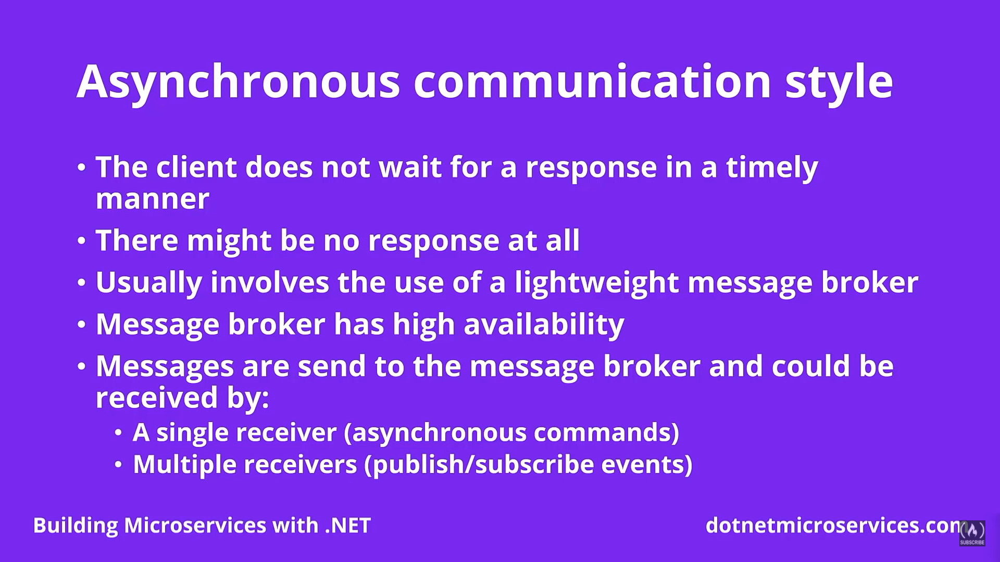 Asynchronous communication style
• The client does not wait for a response in a timely
manner
• There might be no response at all
• Usually involves the use of a lightweight message broker
• Message broker has high availability
• Messages are send to the message broker and could be
received by:
• A single receiver (asynchronous commands)
• Multiple receivers (publish/subscribe events)
Building Microservices with .NET
dotnetmicroservices.com
SUBSCRIBE